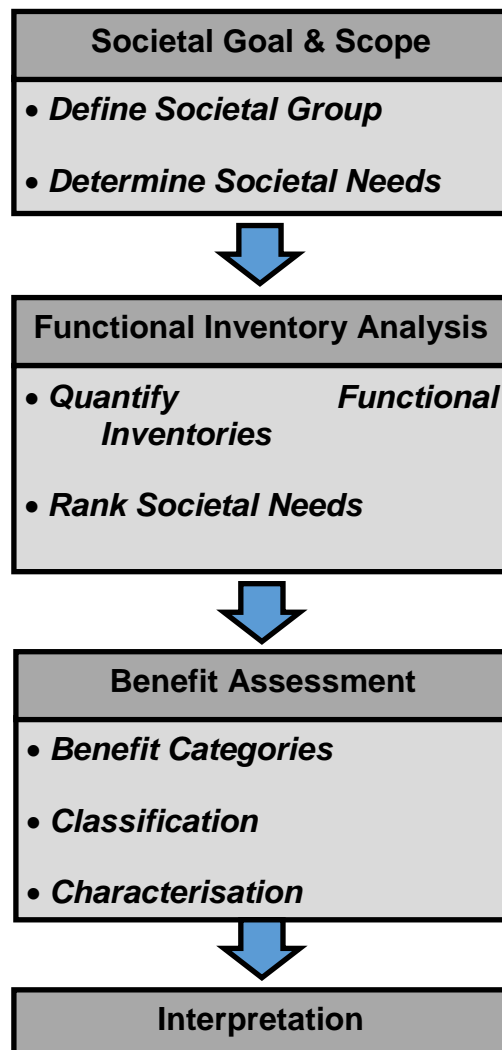 Societal Goal & Scope
• Define Societal Group
• Determine Societal Needs
Functional Inventory Analysis
• Quantify Functional
Inventories
• Rank Societal Needs
Benefit Assessment
• Benefit Categories
• Classification
• Characterisation
Interpretation